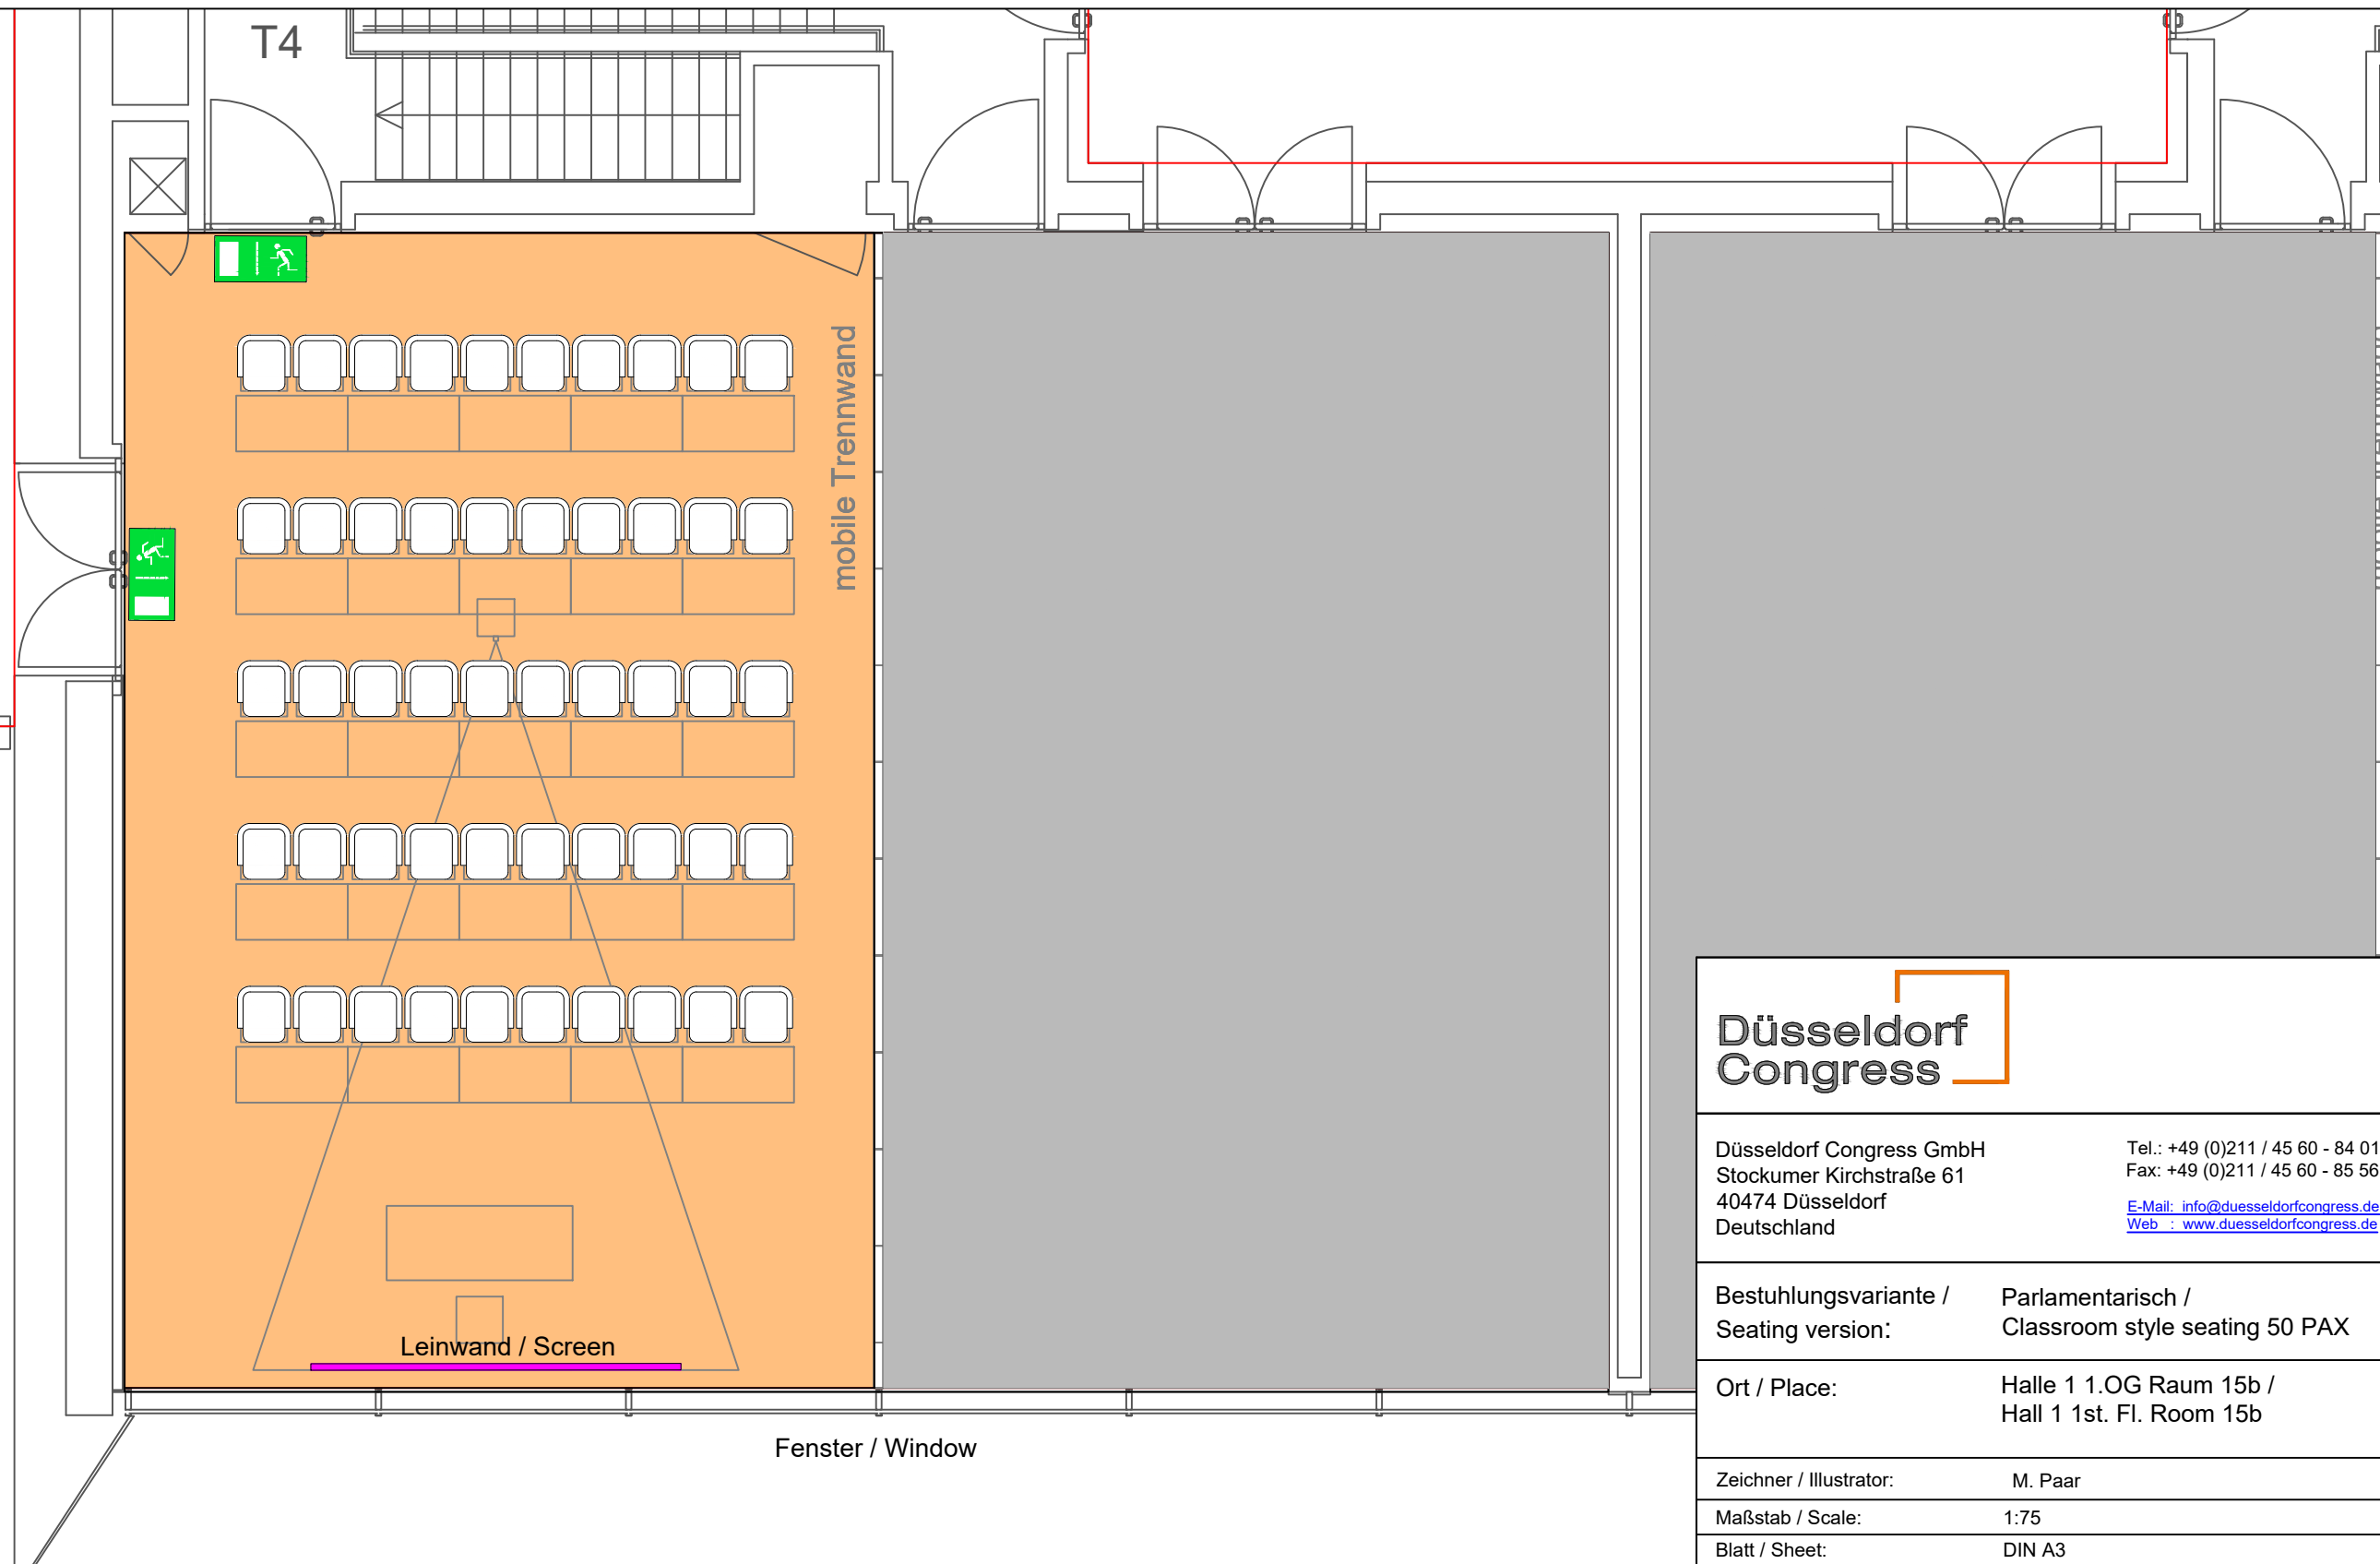 T4
mobile Trennwand
Leinwand / Screen
Fenster / Window
Düsseldorf
Congress
Düsseldorf Congress GmbH
Stockumer Kirchstraße 61
40474 Düsseldorf
Deutschland
Tel.: +49 (0)211 / 45 60 - 84 01
Fax: +49 (0)211 / 45 60 - 85 56
E-Mail: info@duesseldorfcongress.de
Web : www.duesseldorfcongress.de
Bestuhlungsvariante /
Seating version:
Parlamentarisch /
Classroom style seating 50 PAX
Ort / Place:
Halle 1 1.OG Raum 15b /
Hall 1 1st. Fl. Room 15b
Zeichner / Illustrator: M. Paar
Maßstab / Scale: 1:75
Blatt / Sheet: DIN A3